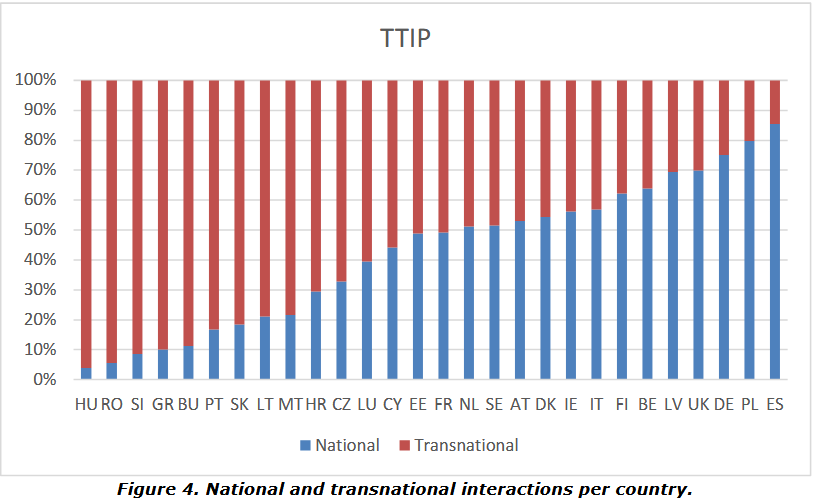 TTIP
100%
90%
80%
70%
60%
50%
40%
30%
20%
10%
0%
HU RO SI GR BU PT SK LT MT HR CZ LU CY EE FR NL SE AT DK IE IT FI BE LV UK DE PL ES
National Transnational
Figure 4. National and transnational interactions per country.